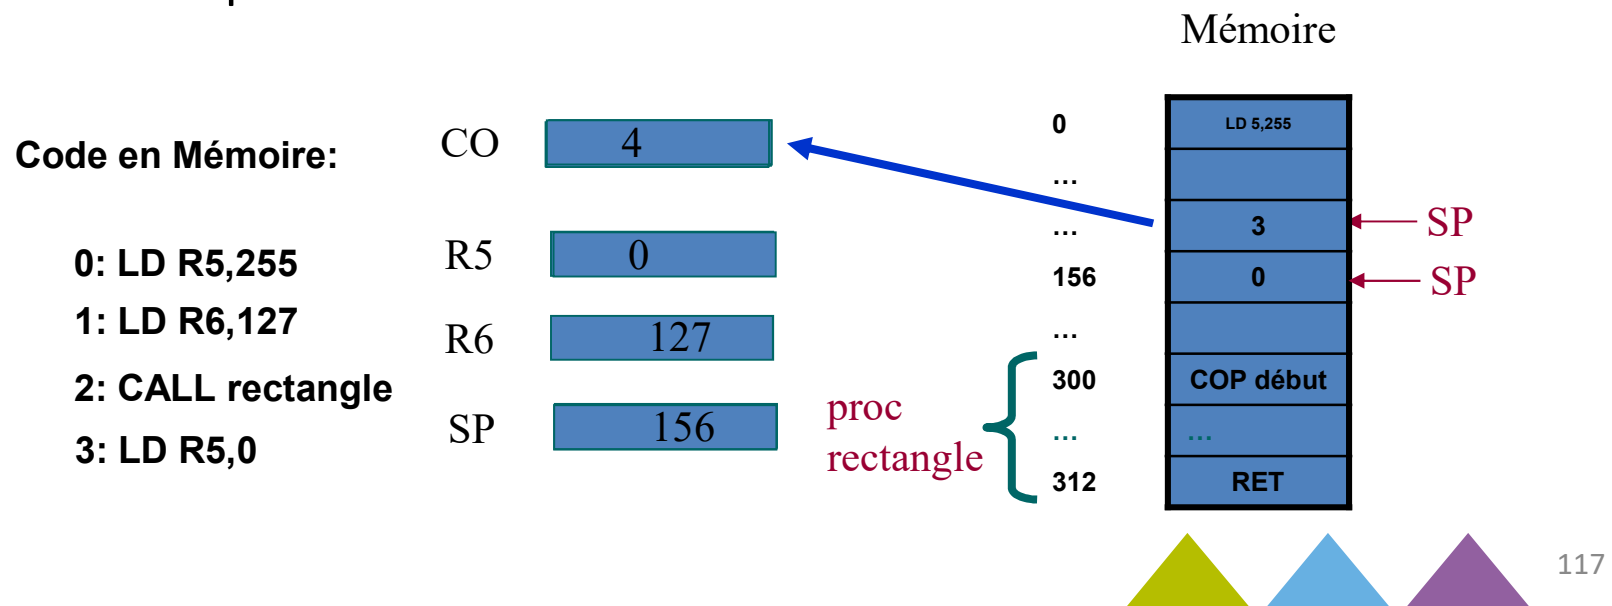 Mémoire
Code en Mémoire:
0: LD R5,255
1: LD R6,127
2: CALL rectangle
3: LD R5,0
CO 4
R5 0
R6 127
SP 156
proc
rectangle
0 LD 5,255
...
... 3 SP
156 0 SP
...
300 COP début
... ...
312 RET
117